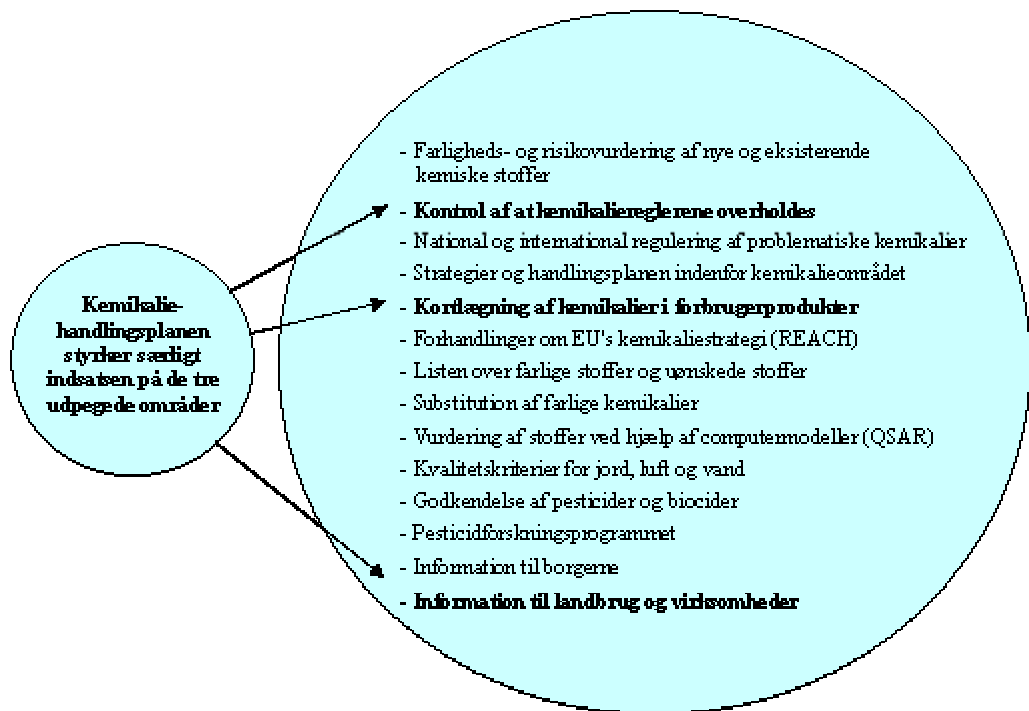 Kemikalie-
handlingsplanen
styrker særligt
indsatsen på de tre
udpegede områder
- Farligheds- og risikovurdering af nye og eksisterende
kemiske stoffer
- Kontrol af at kemikaliereglerene overholdes
- National og international regulering af problematiske kemikalier
- Strategier og handlingsplanen indenfor kemikalieområdet
- Kortlægning af kemikalier i forbrugerprodukter
- Forhandlinger om EU's kemikaliestrategi (REACH)
- Listen over farlige stoffer og uønskede stoffer
- Substitution af farlige kemikalier
- Vurdering af stoffer ved hjælp af computermodeller (QSAR)
- Kvalitetskriterier for jord, luft og vand
- Godkendelse af pesticider og biocider
- Pesticidforskningsprogrammet
- Information til borgerne
- Information til landbrug og virksomheder